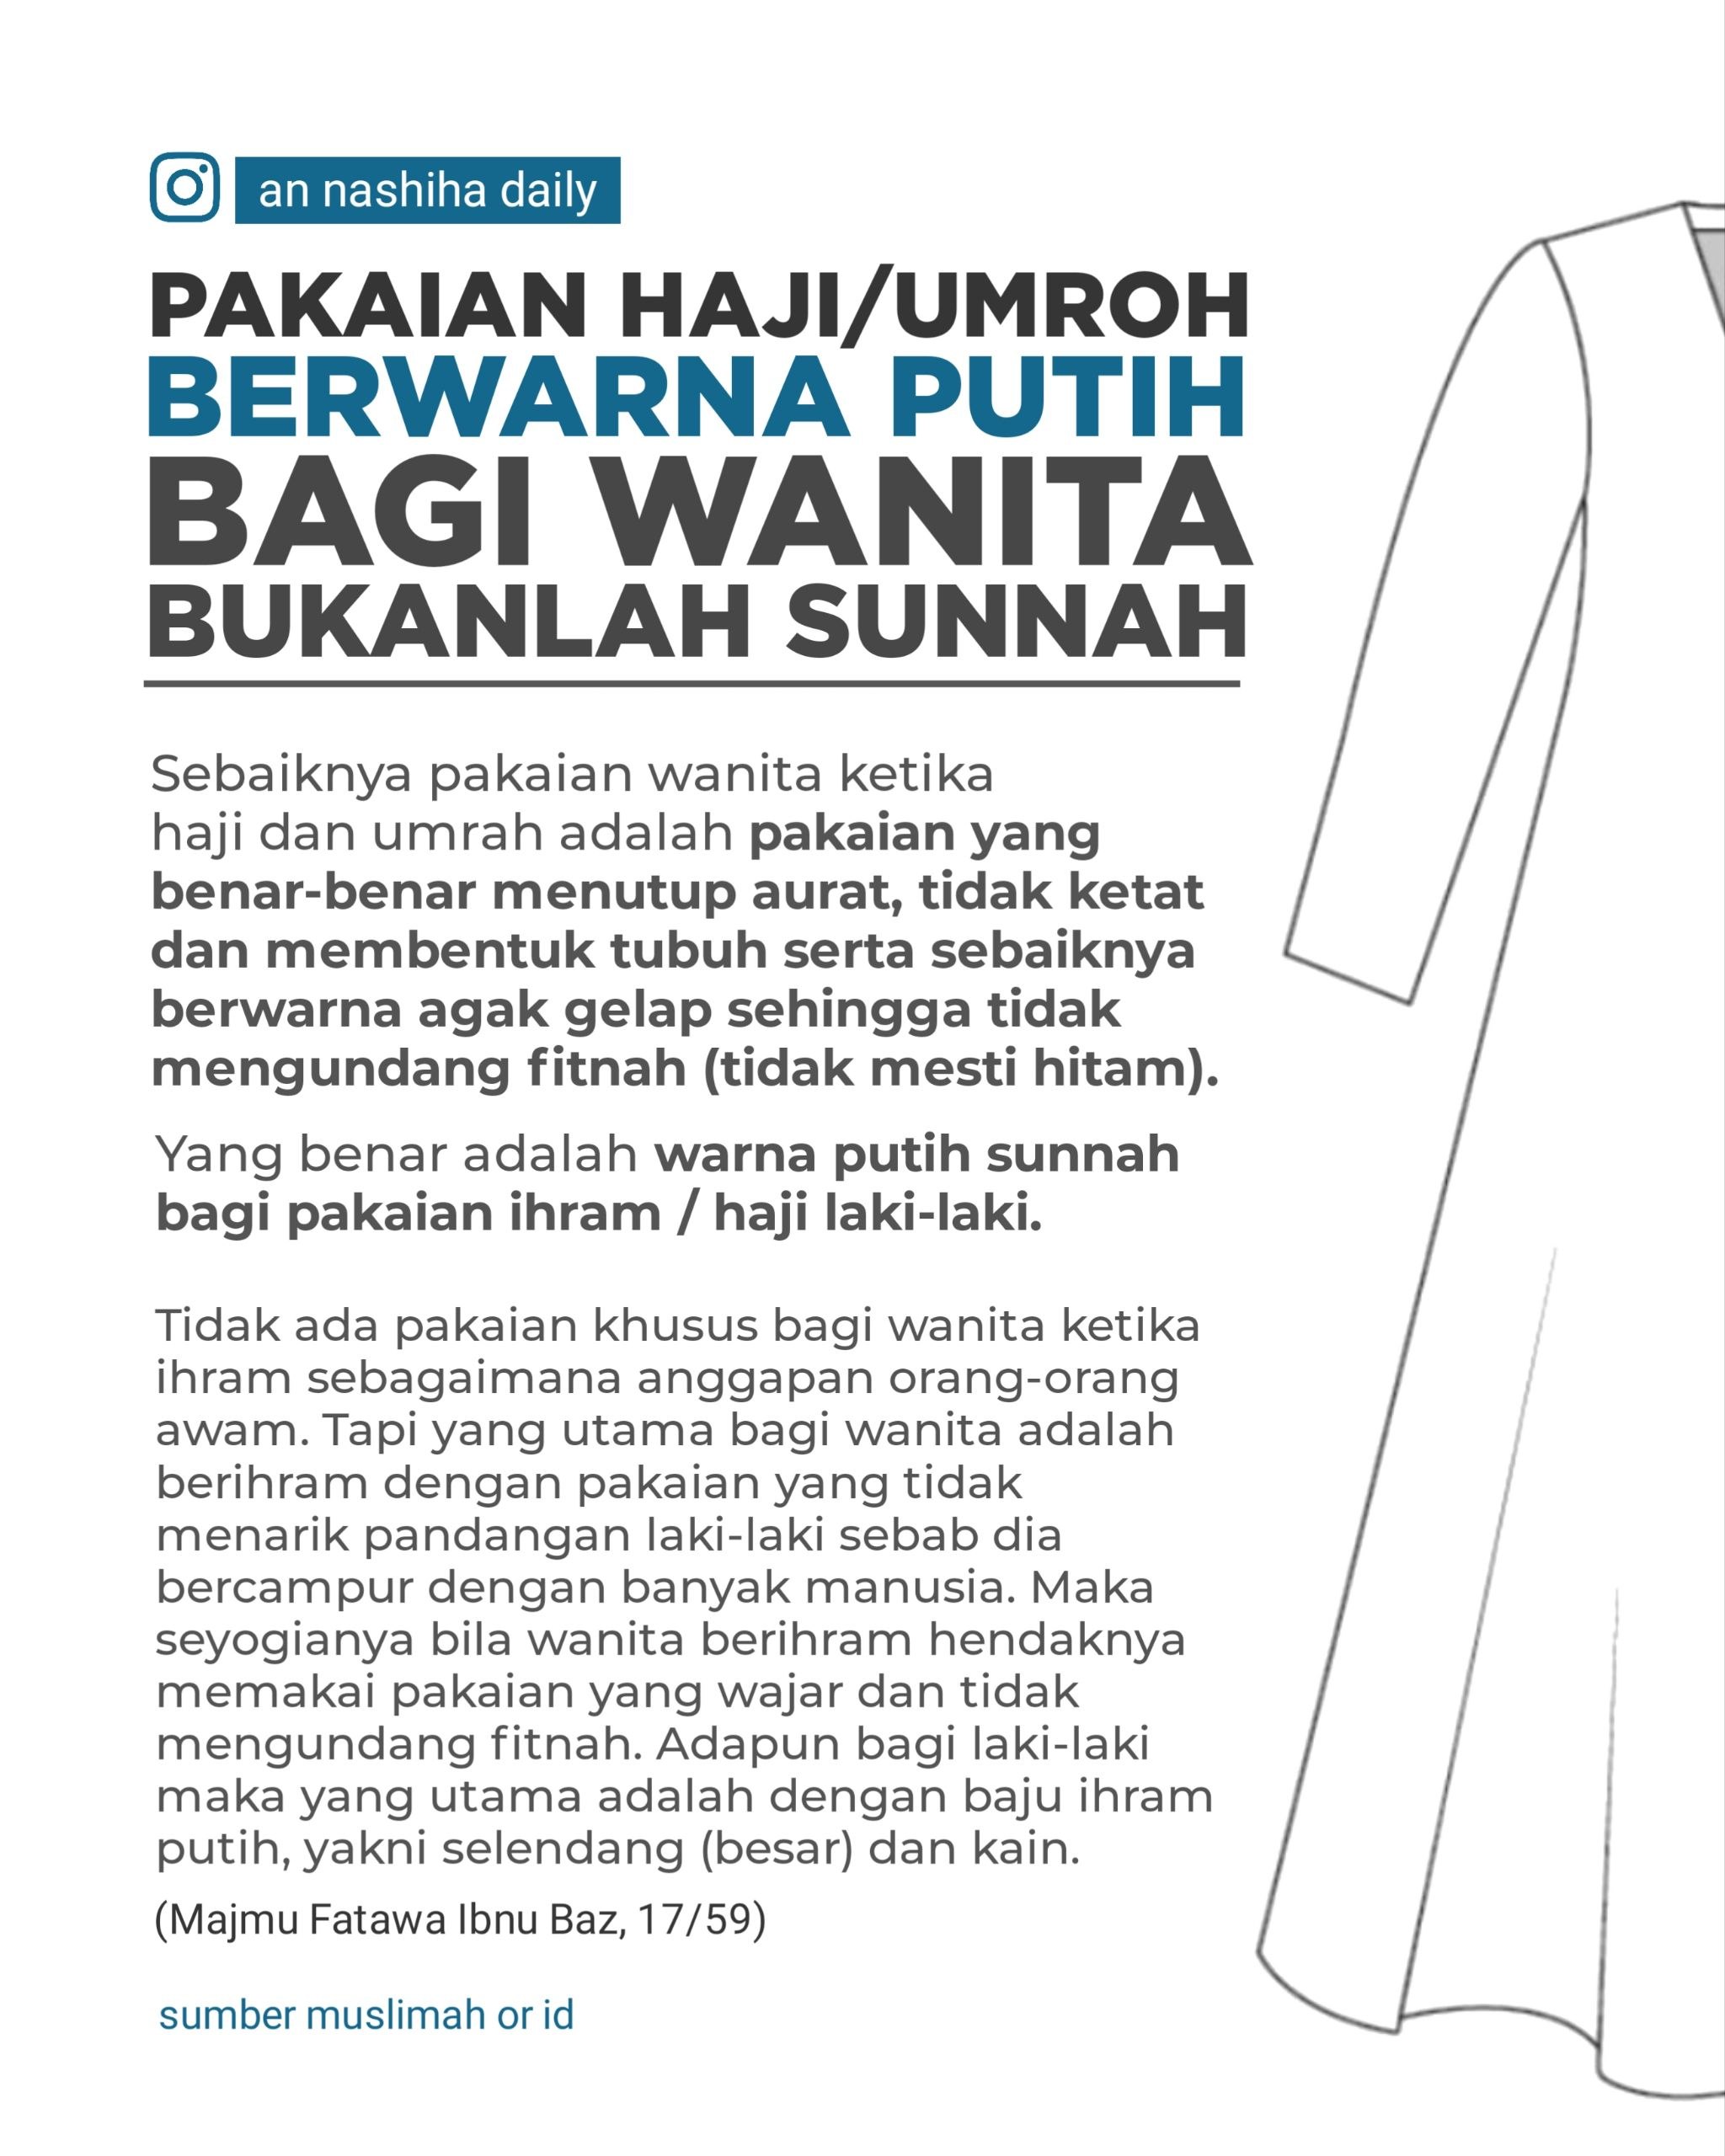 an nashiha daily
PAKAIAN HAJI/UMROH
BERWARNA PUTIH
BAGI WANITA
BUKANLAH SUNNAH
Sebaiknya pakaian wanita ketika
haji dan umrah adalah pakaian yang
benar-benar menutup aurat, tidak ketat
dan membentuk tubuh serta sebaiknya
berwarna agak gelap sehingga tidak
mengundang fitnah (tidak mesti hitam).
Yang benar adalah warna putih sunnah
bagi pakaian ihram / haji laki-laki.
Tidak ada pakaian khusus bagi wanita ketika
ihram sebagaimana anggapan orang-orang
awam. Tapi yang utama bagi wanita adalah
berihram dengan pakaian yang tidak
menarik pandangan laki-laki sebab dia
bercampur dengan banyak manusia. Maka
seyogianya bila wanita berihram hendaknya
memakai pakaian yang wajar dan tidak
mengundang fitnah. Adapun bagi laki-laki
maka yang utama adalah dengan baju ihram
putih, yakni selendang (besar) dan kain.
(Majmu Fatawa Ibnu Baz, 17/59)
sumber muslimah or id